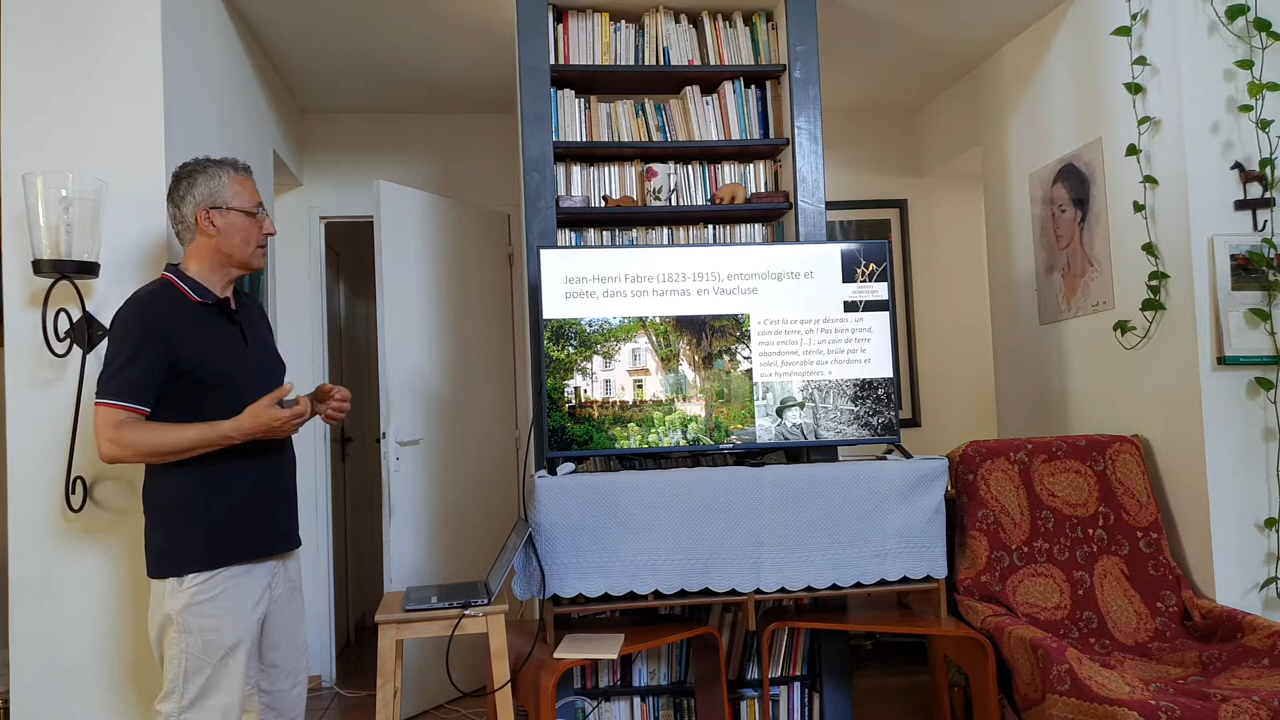 Jean-Henri Fabre (1823-1915), entomologiste et
poète, dans son harmas en Vaucluse
« C'est là ce que je désirais : un
coin de terre, oh ! Pas bien grand,
mais enclos [...] ; un coin de terre
abandonné, stérile, brûlé par le
soleil, favorable aux chardons et
aux hyménoptères. »